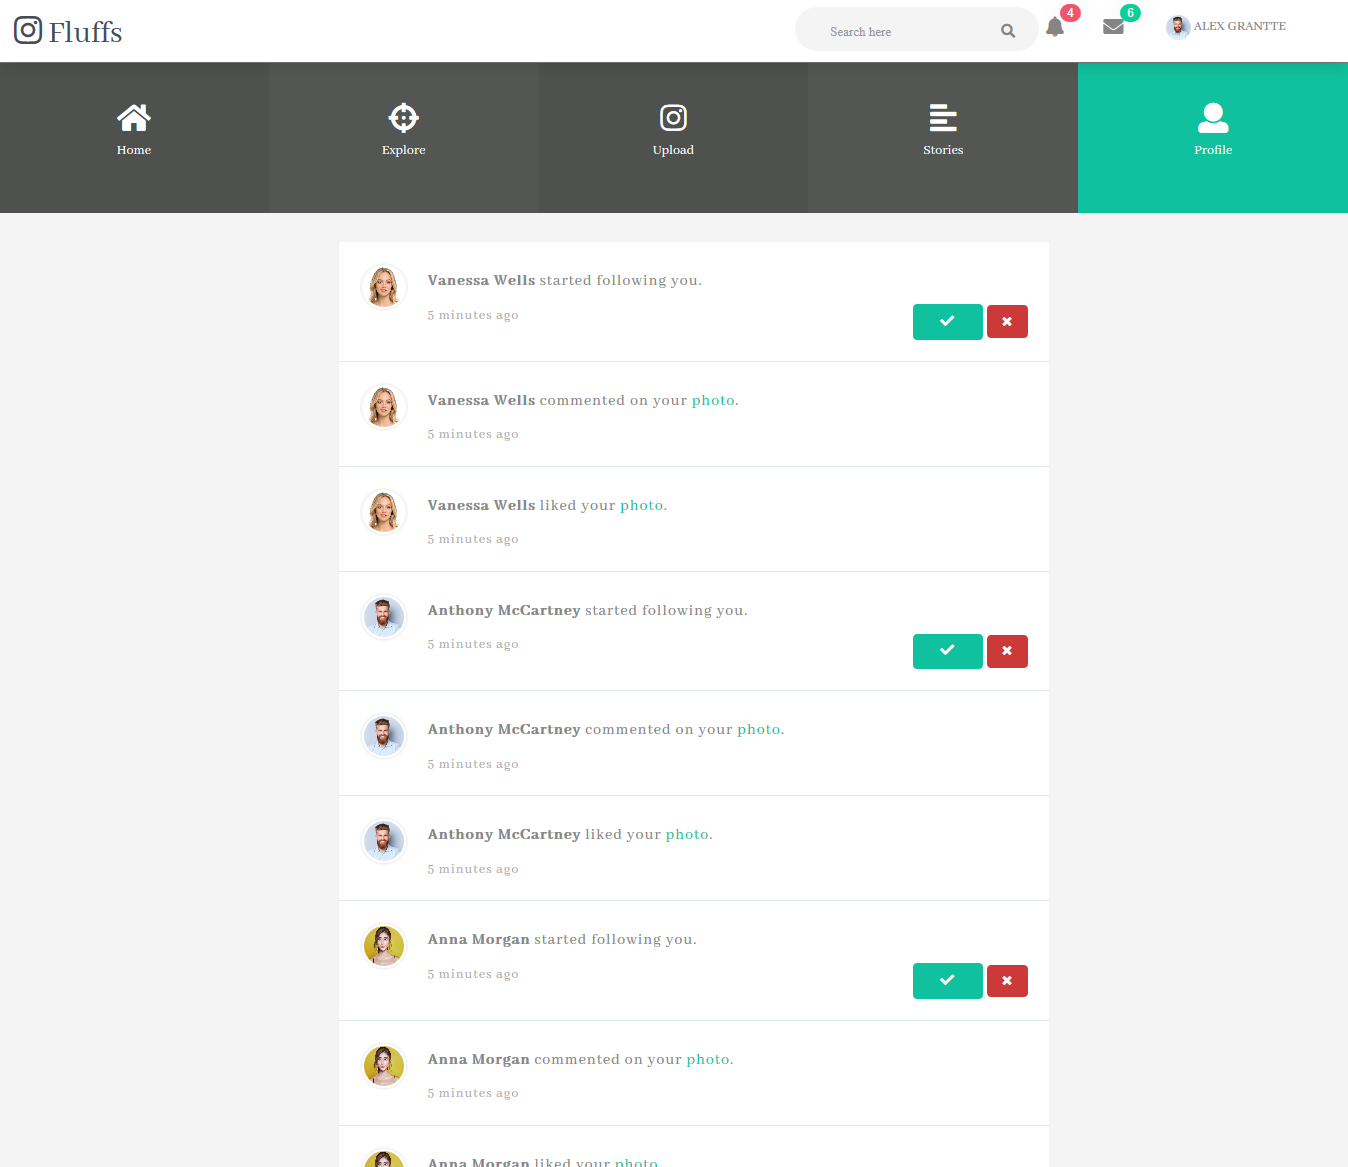 Fluffs
Search here
4
6
ALEX GRANTTE
Home
Explore
Upload
Stories
Profile
Vanessa Wells started following you.
5 minutes ago
Vanessa Wells commented on your photo.
5 minutes ago
Vanessa Wells liked your photo.
5 minutes ago
Anthony McCartney started following you.
5 minutes ago
Anthony McCartney commented on your photo.
5 minutes ago
Anthony McCartney liked your photo.
5 minutes ago
Anna Morgan started following you.
5 minutes ago
Anna Morgan commented on your photo.
5 minutes ago
Anna Morgan liked your photo.